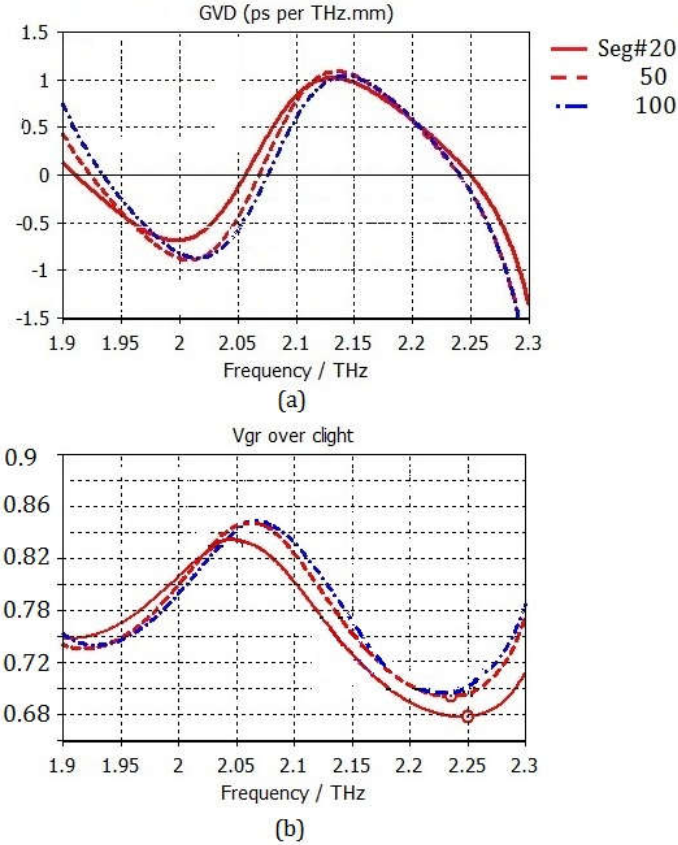 GVD (ps per THz.mm)
1.5
1
0.5
0
-0.5
-1
-1.5
1.9 1.95 2 2.05 2.1 2.15 2.2 2.25 2.3
Frequency / THz
(a)
Seg#20
50
100
Vgr over clight
0.9
0.86
0.82
0.78
0.72
0.68
1.9 1.95 2 2.05 2.1 2.15 2.2 2.25 2.3
Frequency / THz
(b)